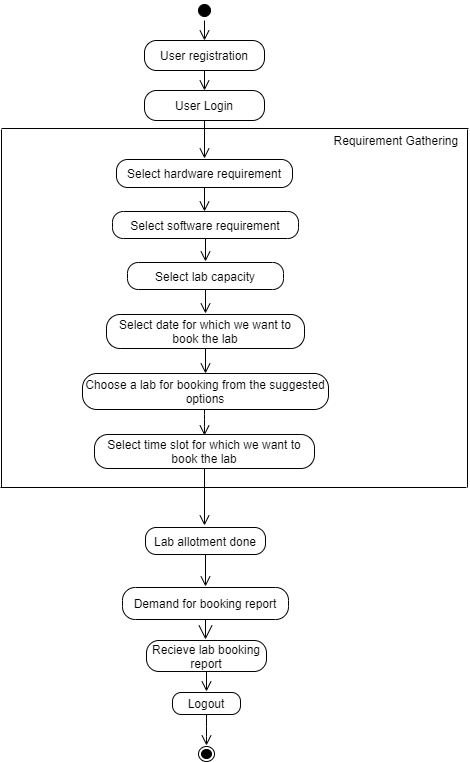 User registration
User Login
Requirement Gathering
Select hardware requirement
Select software requirement
Select lab capacity
Select date for which we want to
book the lab
Choose a lab for booking from the suggested
options
Select time slot for which we want to
book the lab
Lab allotment done
Demand for booking report
Recieve lab booking
report
Logout